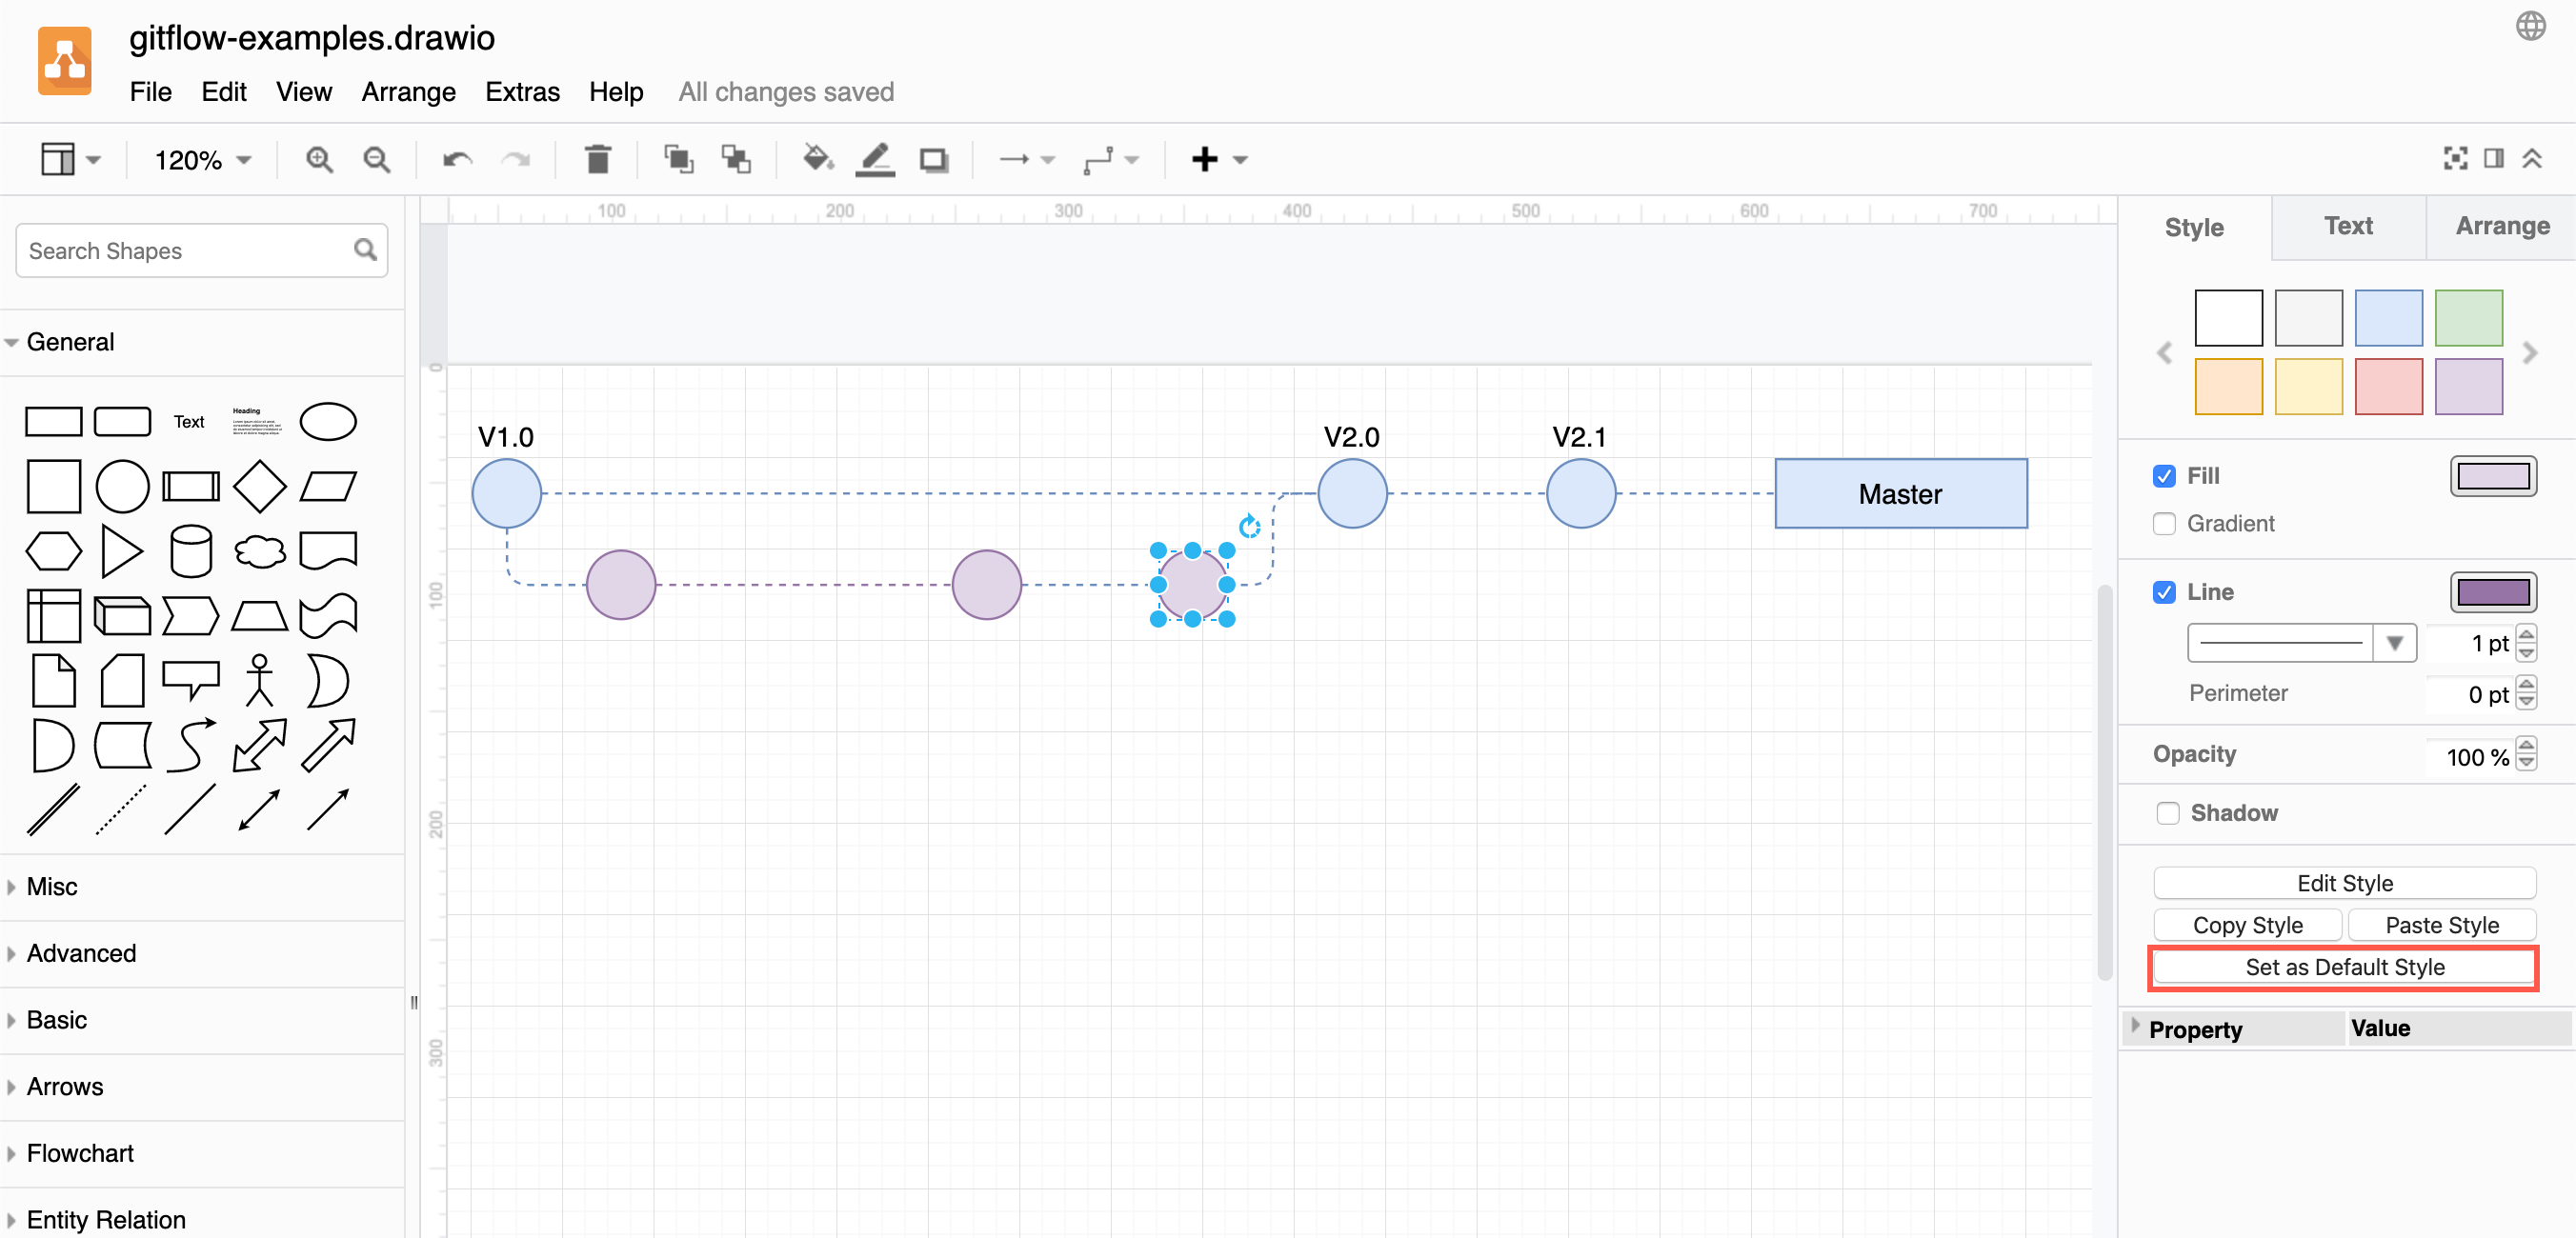 gitflow-examples.drawio
File Edit View Arrange Extras Help All changes saved
120%
Search Shapes
General
Text
Heading
Misc
Advanced
Basic
Arrows
Flowchart
Entity Relation
100 200 300 400 500 600 700
0
100
200
300
V1.0
V2.0
V2.1
Master
Style Text Arrange
Fill
Gradient
Line
1 pt
Perimeter 0 pt
Opacity 100 %
Shadow
Edit Style
Copy Style Paste Style
Set as Default Style
Property Value